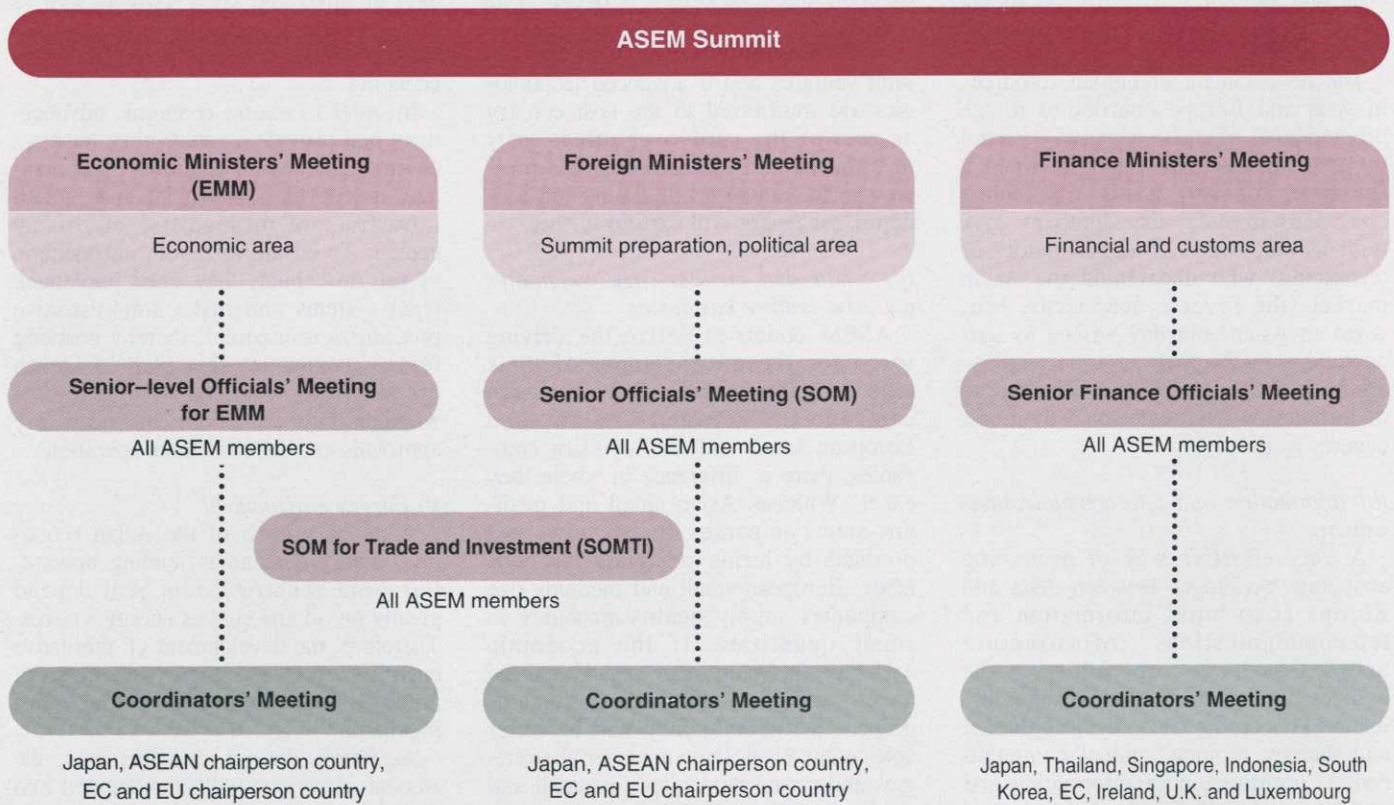 ASEM Summit
Economic Ministers' Meeting
(EMM)
Economic area
Foreign Ministers' Meeting
Summit preparation, political area
Finance Ministers' Meeting
Financial and customs area
Senior–level Officials' Meeting
for EMM
All ASEM members
Senior Officials' Meeting (SOM)
All ASEM members
Senior Finance Officials' Meeting
All ASEM members
SOM for Trade and Investment (SOMTI)
All ASEM members
Coordinators' Meeting
Japan, ASEAN chairperson country,
EC and EU chairperson country
Coordinators' Meeting
Japan, ASEAN chairperson country,
EC and EU chairperson country
Coordinators' Meeting
Japan, Thailand, Singapore, Indonesia, South
Korea, EC, Ireland, U.K. and Luxembourg